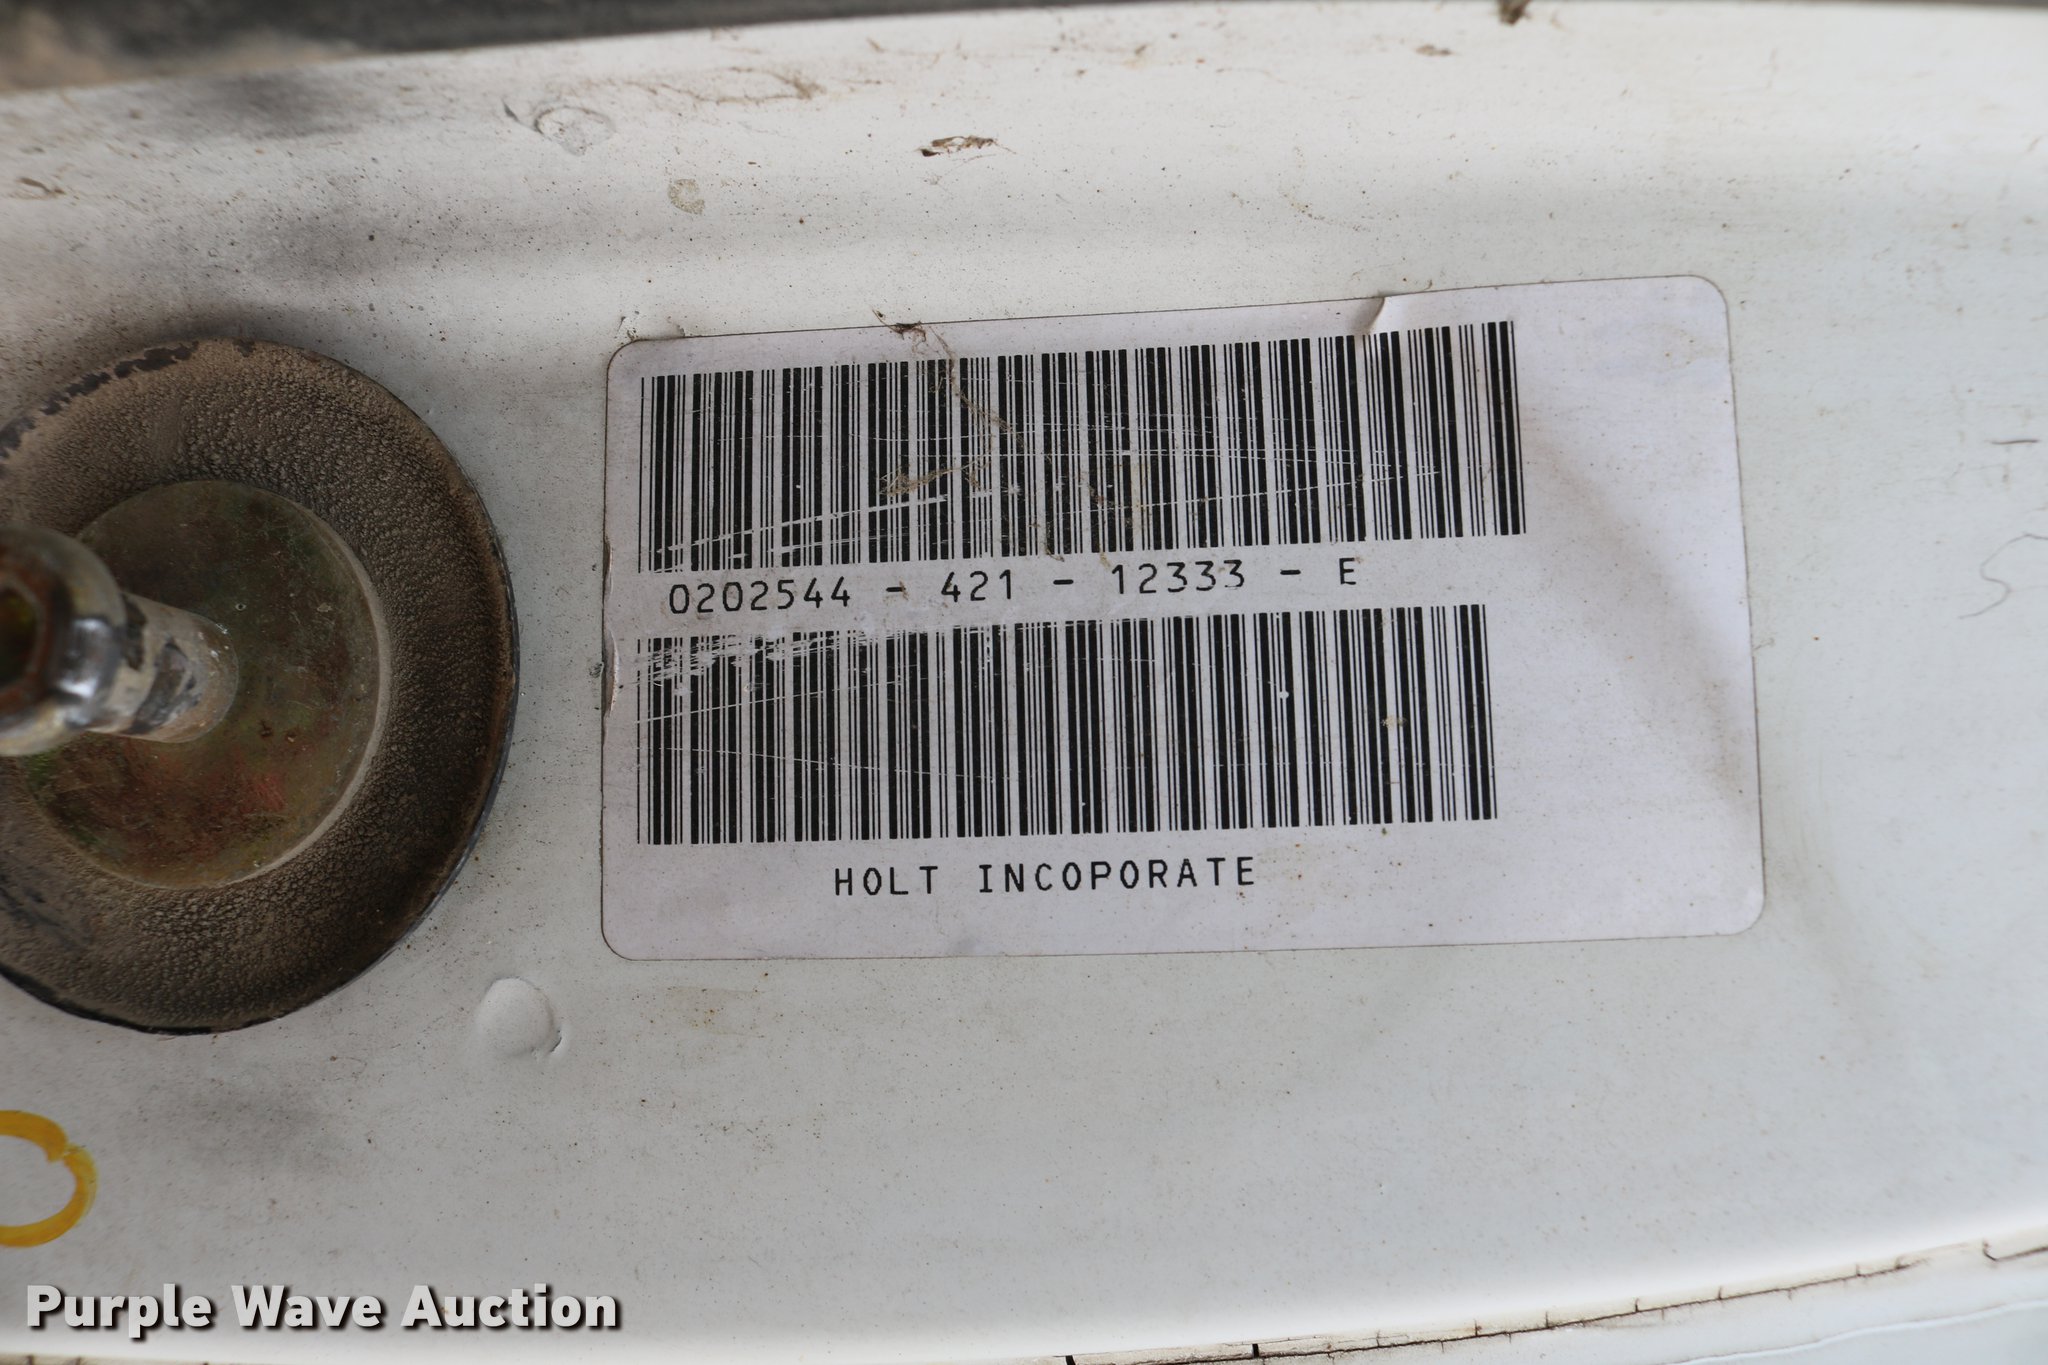 0202544 - 421 - 12333 - E
HOLT INCOPORATE
Purple Wave Auction